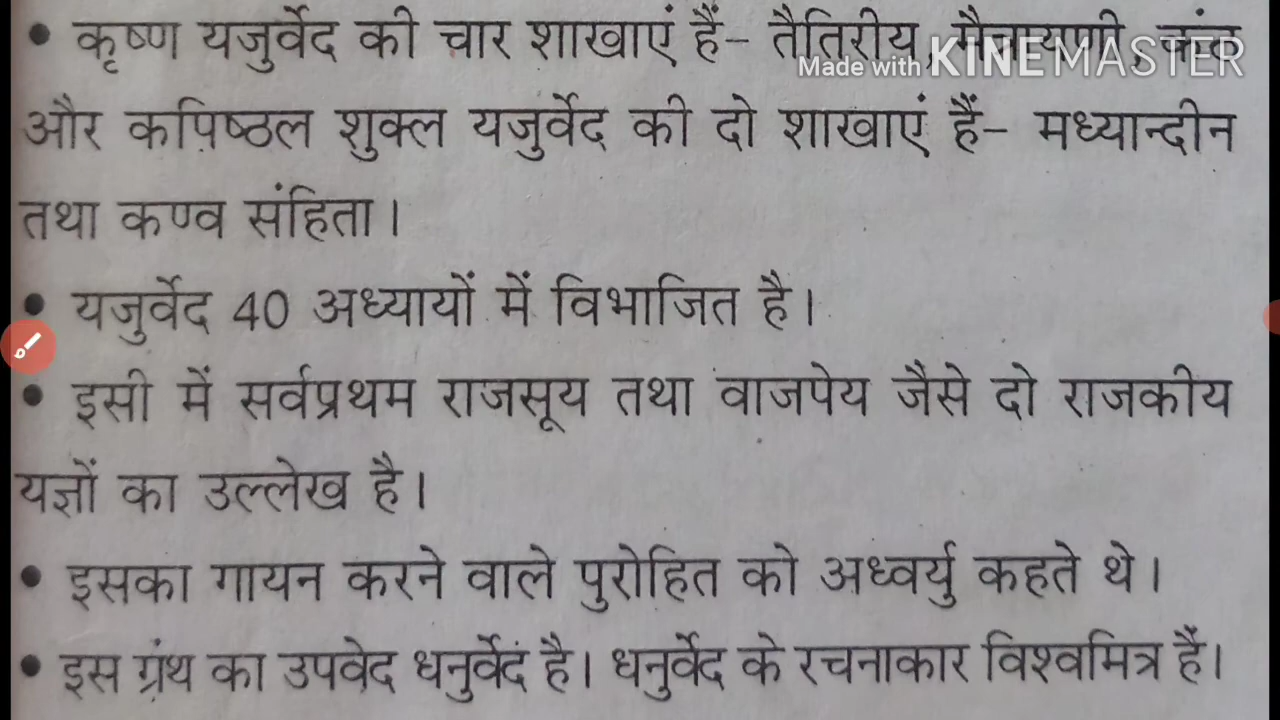 • कृष्ण यजुर्वेद की चार शाखाएं हैं- तैतिरीय,
Made with KINEMASTER
और कपिष्ठल शुक्ल यजुर्वेद की दो शाखाएं हैं- मध्यान्दीन
तथा कण्व संहिता।
• यजुर्वेद 40 अध्यायों में विभाजित है।
• इसी में सर्वप्रथम राजसूय तथा वाजपेय जैसे दो राजकीय
यज्ञों का उल्लेख है।
• इसका गायन करने वाले पुरोहित को अध्वर्यु कहते थे।
• इस ग्रंथ का उपवेद धनुर्वेद है। धनुर्वेद के रचनाकार विश्वमित्र हैं।